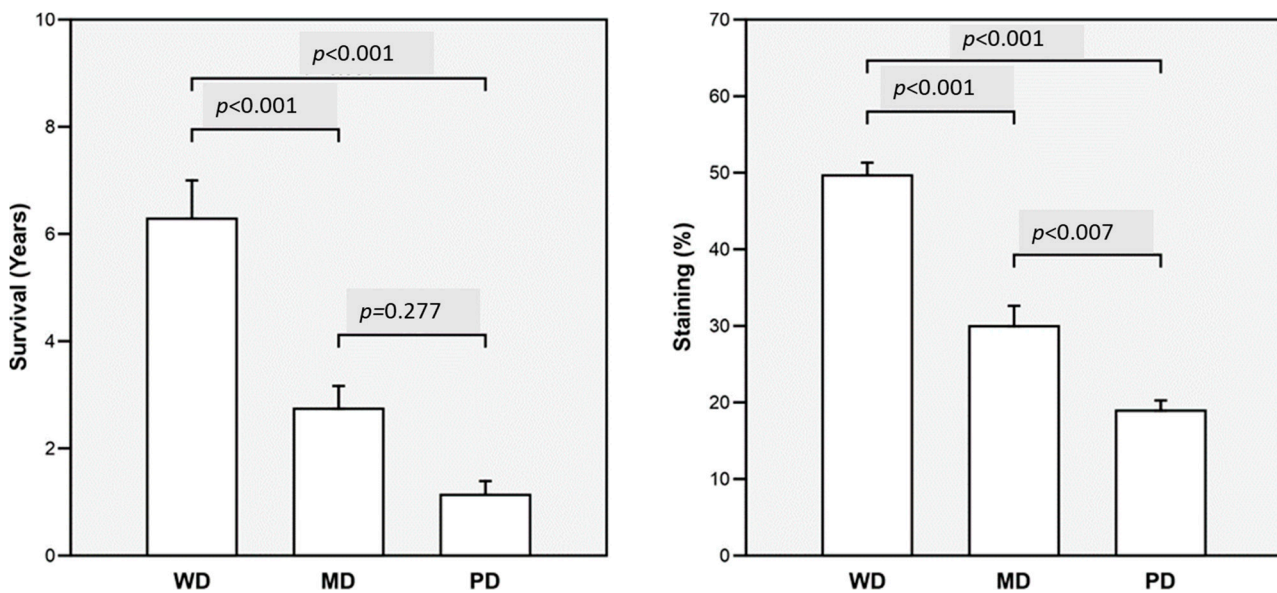 Survival (Years)
10
8
6
4
2
0
p<0.001
p<0.001
p=0.277
WD MD PD
Staining (%)
70
60
50
40
30
20
10
0
p<0.001
p<0.001
p<0.007
WD MD PD